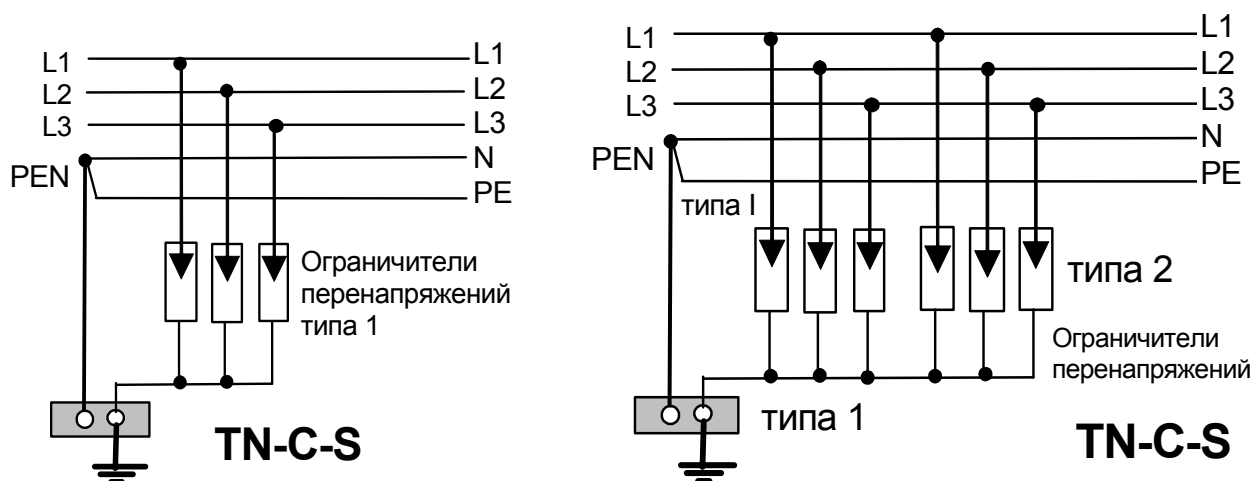 L1
L1
L2
L2
L3
L3
N
PEN
PE
Ограничители
перенапряжений
типа 1
TN-C-S
L1
L1
L2
L2
L3
L3
N
PEN
PE
типа I
типа 2
Ограничители
перенапряжений
типа 1
TN-C-S